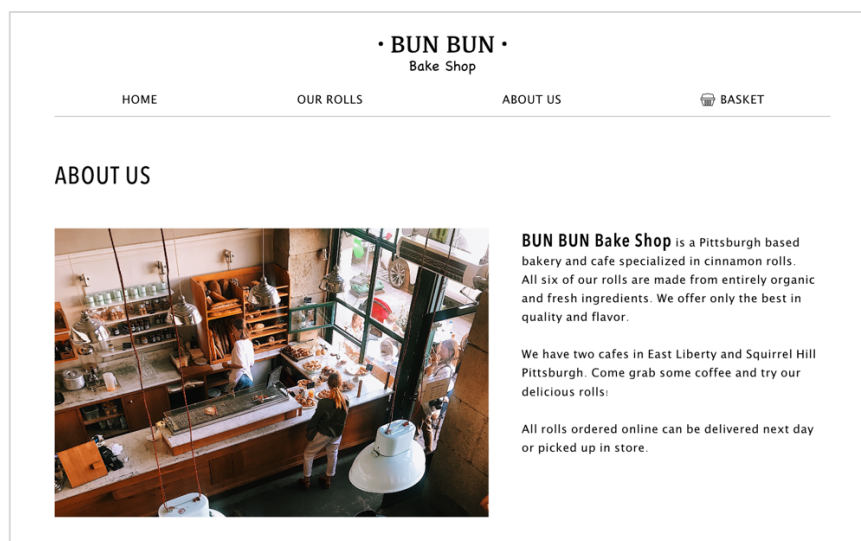 · BUN BUN ·
Bake Shop
HOME OUR ROLLS ABOUT US BASKET
ABOUT US
BUN BUN Bake Shop is a Pittsburgh based
bakery and cafe specialized in cinnamon rolls.
All six of our rolls are made from entirely organic
and fresh ingredients. We offer only the best in
quality and flavor.
We have two cafes in East Liberty and Squirrel Hill
Pittsburgh. Come grab some coffee and try our
delicious rolls!
All rolls ordered online can be delivered next day
or picked up in store.